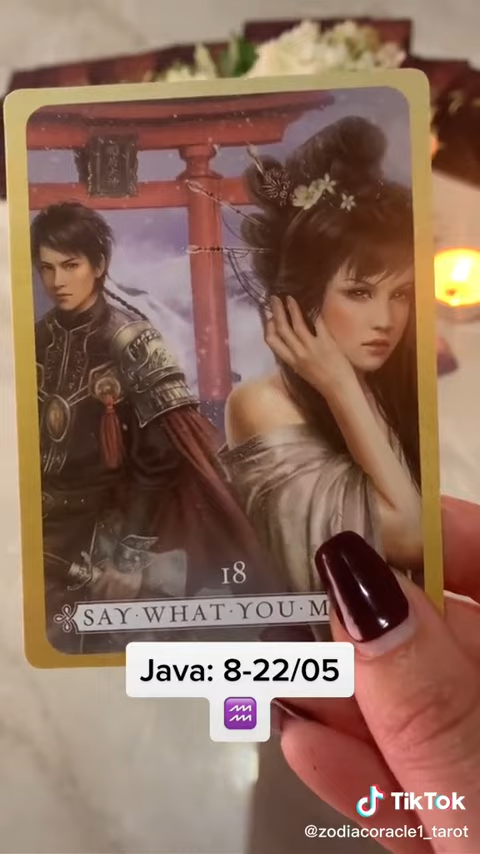 18
SAY·WHAT·YOU·M
Java: 8-22/05
♒
TikTok
@zodiacoracle1_tarot